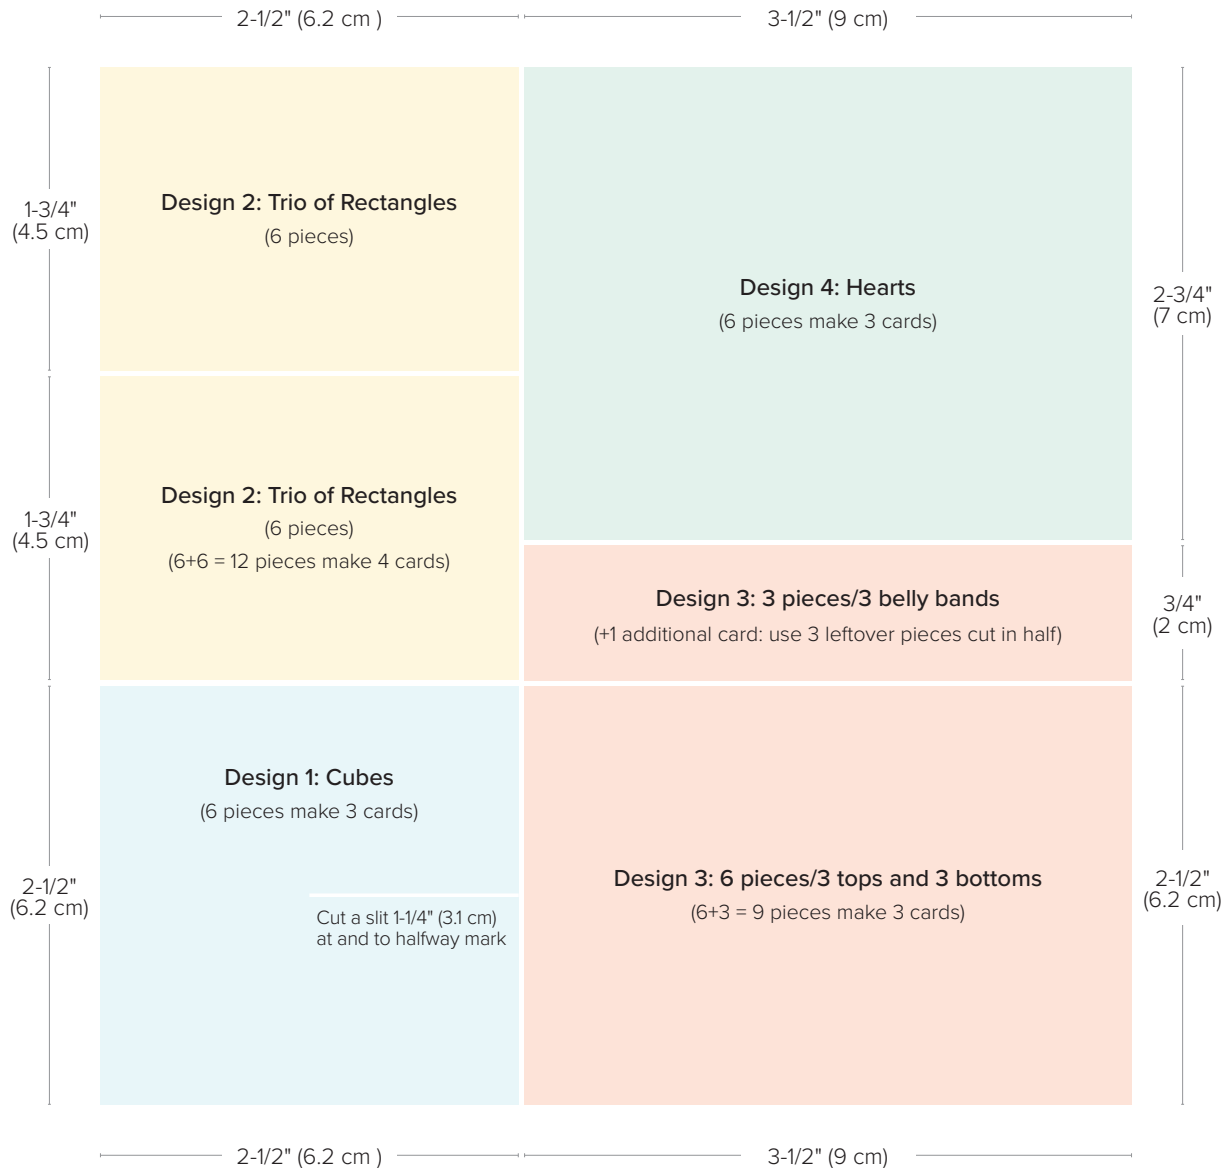 2-1/2" (6.2 cm )
3-1/2" (9 cm)
1-3/4"
(4.5 cm)
Design 2: Trio of Rectangles
(6 pieces)
Design 4: Hearts
(6 pieces make 3 cards)
2-3/4"
(7 cm)
1-3/4"
(4.5 cm)
Design 2: Trio of Rectangles
(6 pieces)
(6+6 = 12 pieces make 4 cards)
Design 3: 3 pieces/3 belly bands
(+1 additional card: use 3 leftover pieces cut in half)
3/4"
(2 cm)
2-1/2"
(6.2 cm)
Design 1: Cubes
(6 pieces make 3 cards)
Cut a slit 1-1/4" (3.1 cm)
at and to halfway mark
Design 3: 6 pieces/3 tops and 3 bottoms
(6+3 = 9 pieces make 3 cards)
2-1/2"
(6.2 cm)
2-1/2" (6.2 cm )
3-1/2" (9 cm)